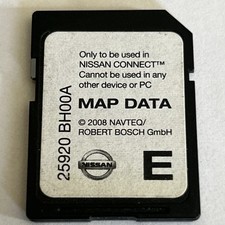 Only to be used in
NISSAN CONNECT™
Cannot be used in any
other device or PC
MAP DATA
© 2008 NAVTEQ/
ROBERT BOSCH GmbH
NISSAN
E
25920 BH00A